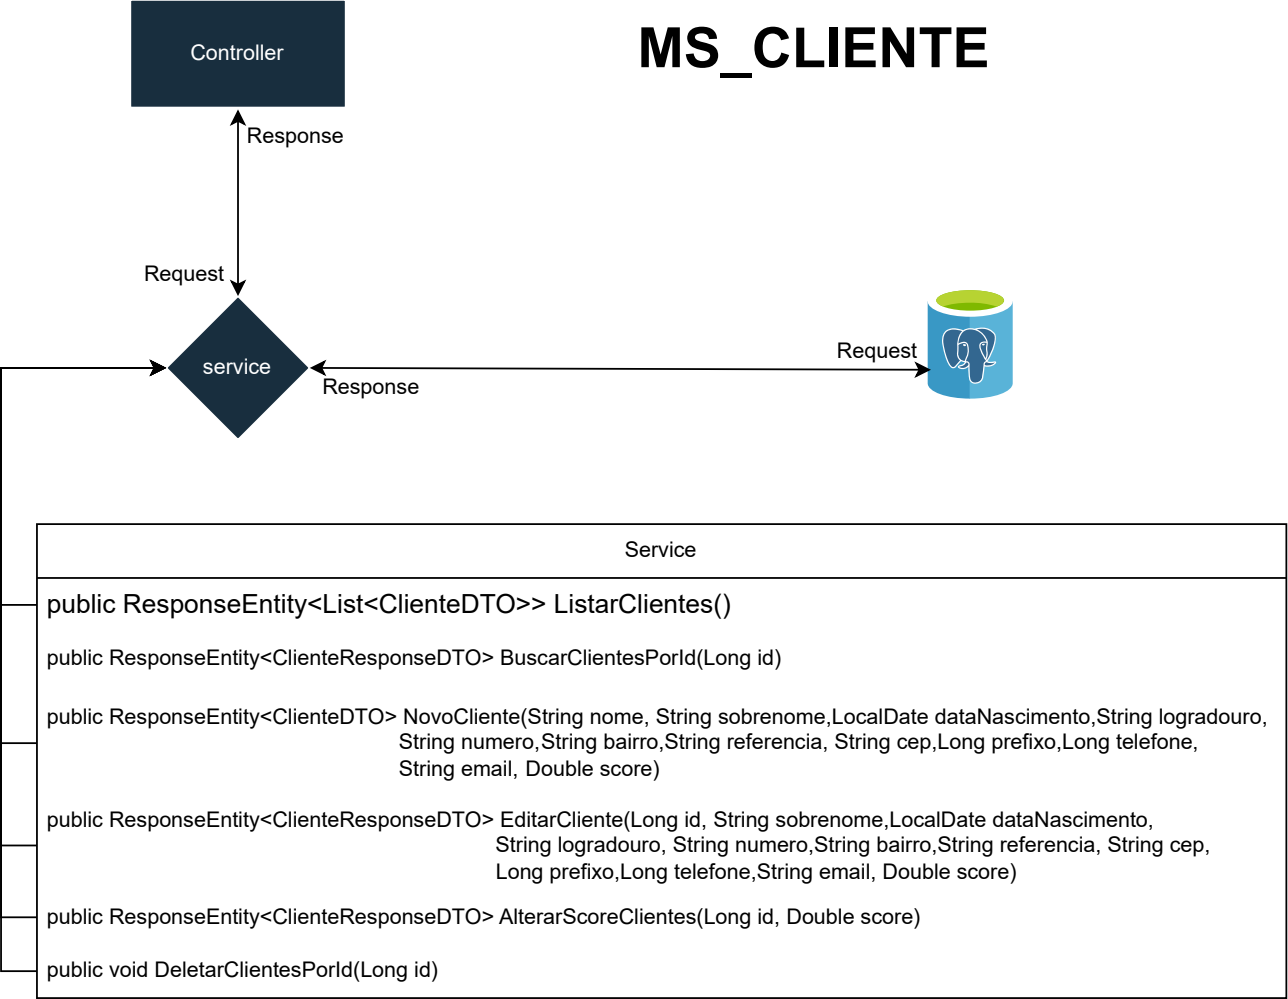 MS_CLIENTE
Controller
Response
Request
service
Response
Request
Service
public ResponseEntity<List<ClienteDTO>> ListarClientes()
public ResponseEntity<ClienteResponseDTO> BuscarClientesPorId(Long id)
public ResponseEntity<ClienteDTO> NovoCliente(String nome, String sobrenome,LocalDate dataNascimento,String logradouro,
String numero,String bairro,String referencia, String cep,Long prefixo,Long telefone,
String email, Double score)
public ResponseEntity<ClienteResponseDTO> EditarCliente(Long id, String sobrenome,LocalDate dataNascimento,
String logradouro, String numero,String bairro,String referencia, String cep,
Long prefixo,Long telefone,String email, Double score)
public ResponseEntity<ClienteResponseDTO> AlterarScoreClientes(Long id, Double score)
public void DeletarClientesPorId(Long id)